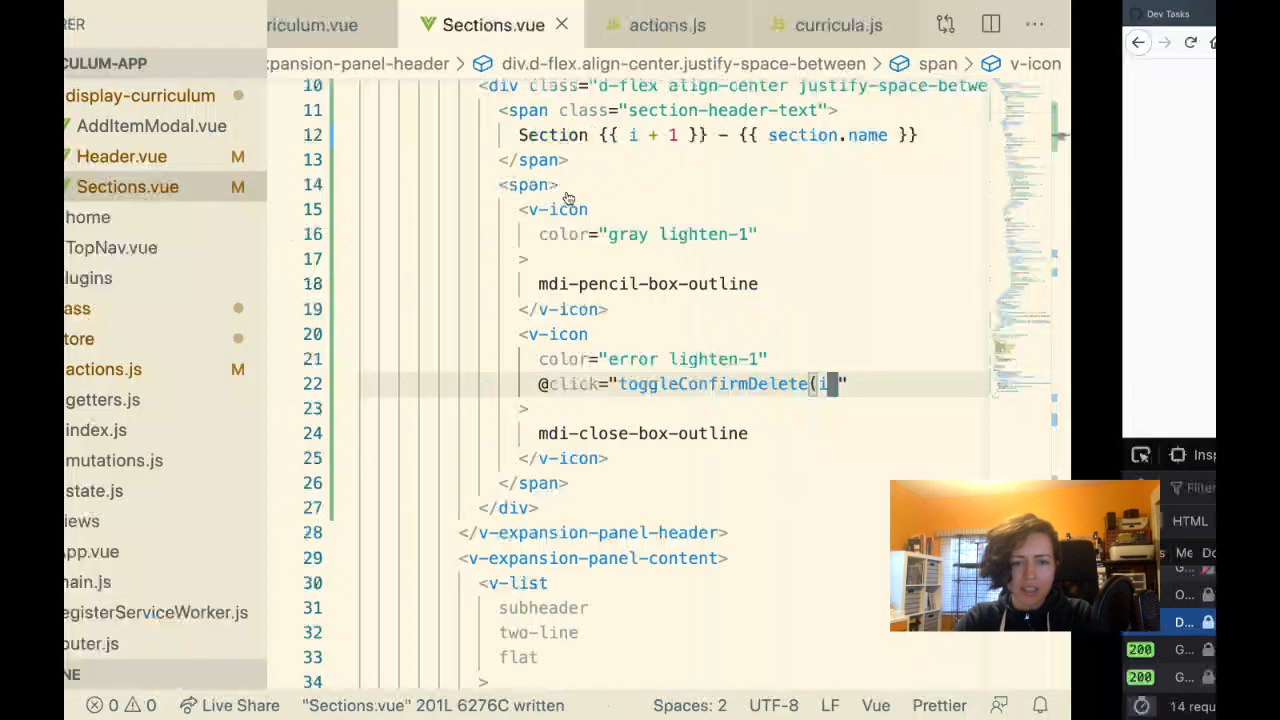 RER
riculum.vue
Sections.vue
actions.js
curricula.js
Dev Tasks
CULUM-APP
xpansion-panel-header > div.d-flex.align-center.justify-space-between > span > v-icon
display-curriculum
AddItemModal.vue
Header.vue M
Sections.vue M
home
TopNav.vue
lugins
ass
tore
actions.js M
getters.js
index.js
mutations.js
state.js
iews
pp.vue
nain.js
egisterServiceWorker.js
outer.js
NE
10 <div class="d-flex align-center justify-space-betwe
11 <span class="section-header-text">
12 Section {{ i + 1 }} - {{ section.name }}
13 </span>
14 <span>
15 <v-icon
16 color="gray lighten-1"
17 >
18 mdi-pencil-box-outline
19 </v-icon>
20 <v-icon
21 color="error lighten-1"
22 @click="toggleConfirmDelete(i "
23 >
24 mdi-close-box-outline
25 </v-icon>
26 </span>
27 </div>
28 </v-expansion-panel-header>
29 <v-expansion-panel-content>
30 <v-list
31 subheader
32 two-line
33 flat
34 >
Insp
Filter
HTML
Me
O...
D...
200 G...
200 G...
14 requ
0 0 Live Share "Sections.vue" 201L 6276C written Spaces: 2 UTF-8 LF Vue Prettier